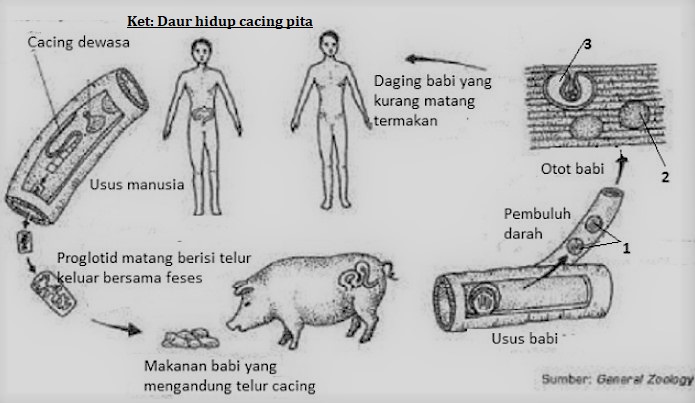 Ket: Daur hidup cacing pita
Cacing dewasa
Usus manusia
Proglotid matang berisi telur
keluar bersama feses
Makanan babi yang
mengandung telur cacing
Daging babi yang
kurang matang
termakan
3
2
Otot babi
Pembuluh
darah
1
Usus babi
Sumber: General Zoology